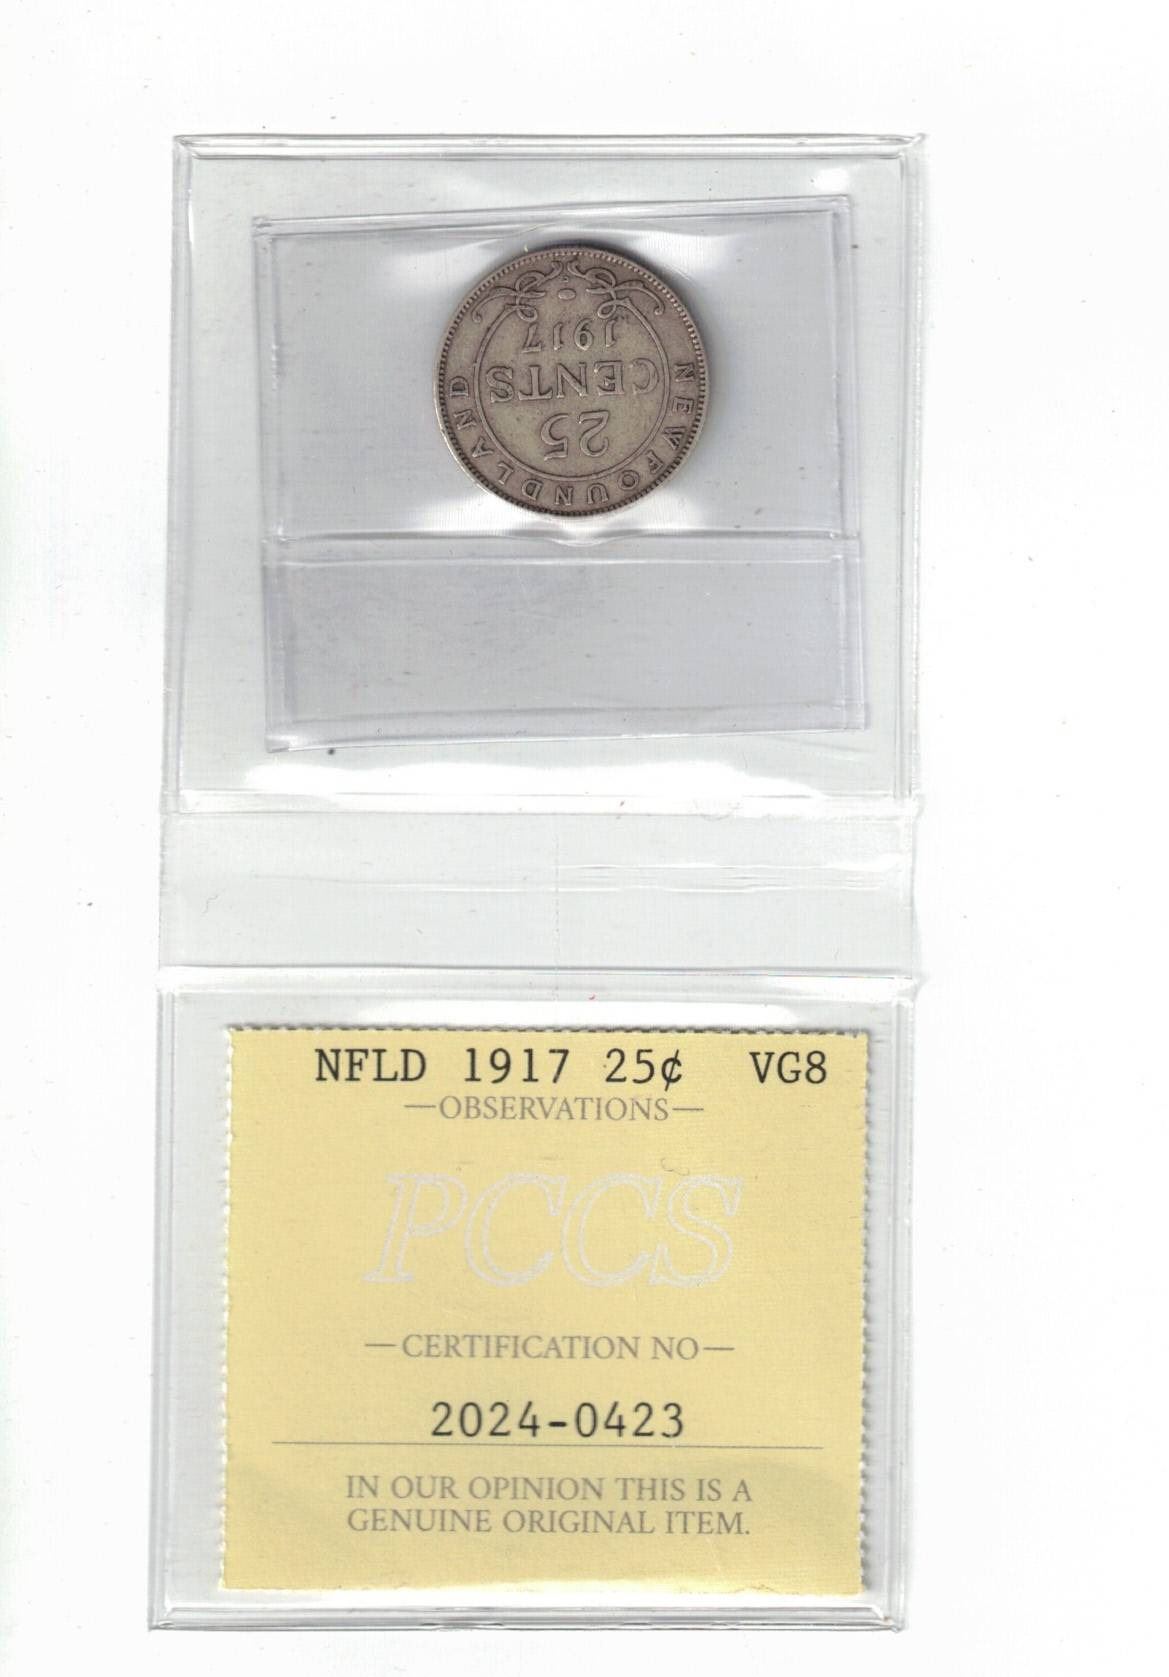 NEWFOUNDLAND
25
CENTS
1917
C
NFLD 1917 25¢ VG8
—OBSERVATIONS—
PCCS
—CERTIFICATION NO—
2024-0423
IN OUR OPINION THIS IS A
GENUINE ORIGINAL ITEM.